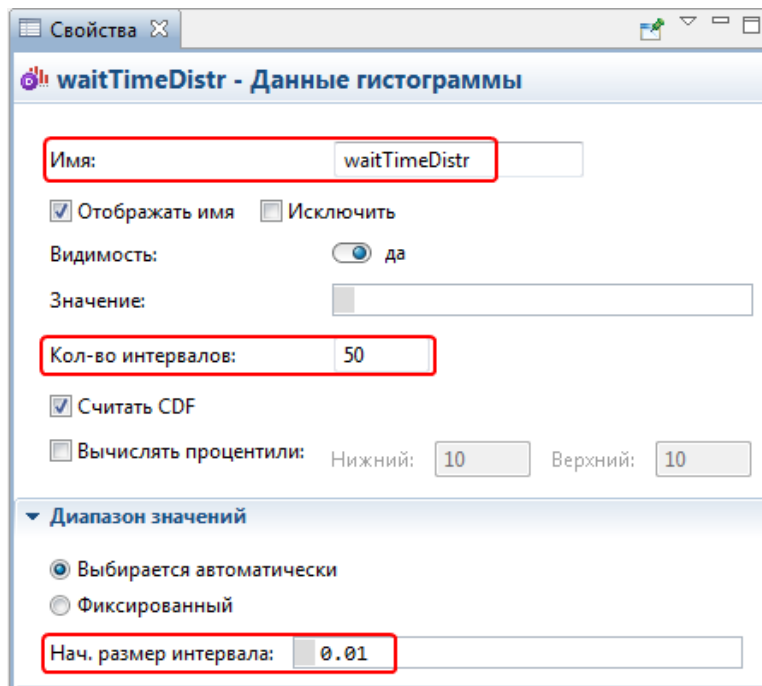 Свойства
waitTimeDistr - Данные гистограммы
Имя: waitTimeDistr
Отображать имя Исключить
Видимость: да
Значение:
Кол-во интервалов: 50
Считать CDF
Вычислять процентили: Нижний: 10 Верхний: 10
Диапазон значений
Выбирается автоматически
Фиксированный
Нач. размер интервала: 0.01